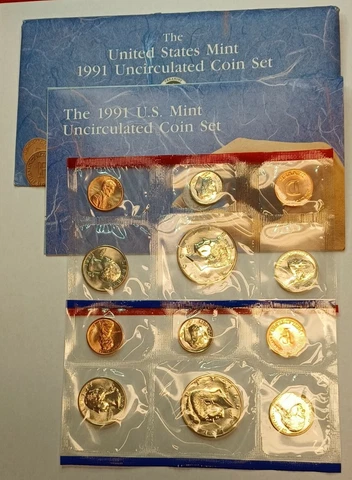 The
United States Mint
1991 Uncirculated Coin Set
The 1991 U.S. Mint
Uncirculated Coin Set